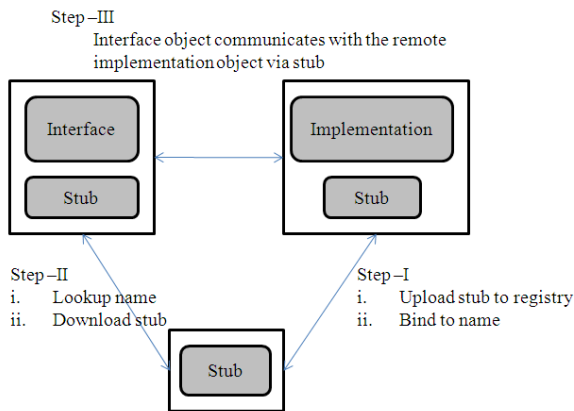 Step –III
Interface object communicates with the remote
implementation object via stub
Interface
Stub
Implementation
Stub
Step –II
i. Lookup name
ii. Download stub
Step –I
i. Upload stub to registry
ii. Bind to name
Stub